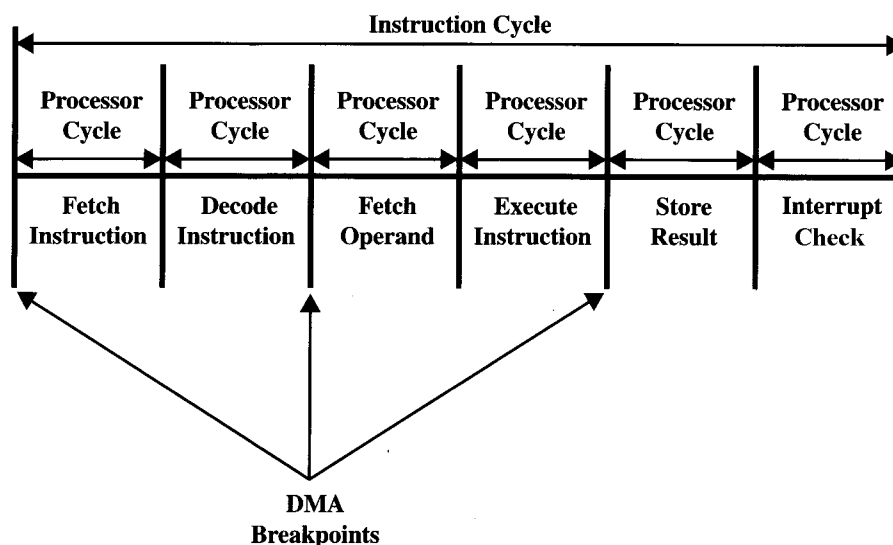 Instruction Cycle
Processor Cycle
Processor Cycle
Processor Cycle
Processor Cycle
Processor Cycle
Processor Cycle
Fetch Instruction
Decode Instruction
Fetch Operand
Execute Instruction
Store Result
Interrupt Check
DMA
Breakpoints